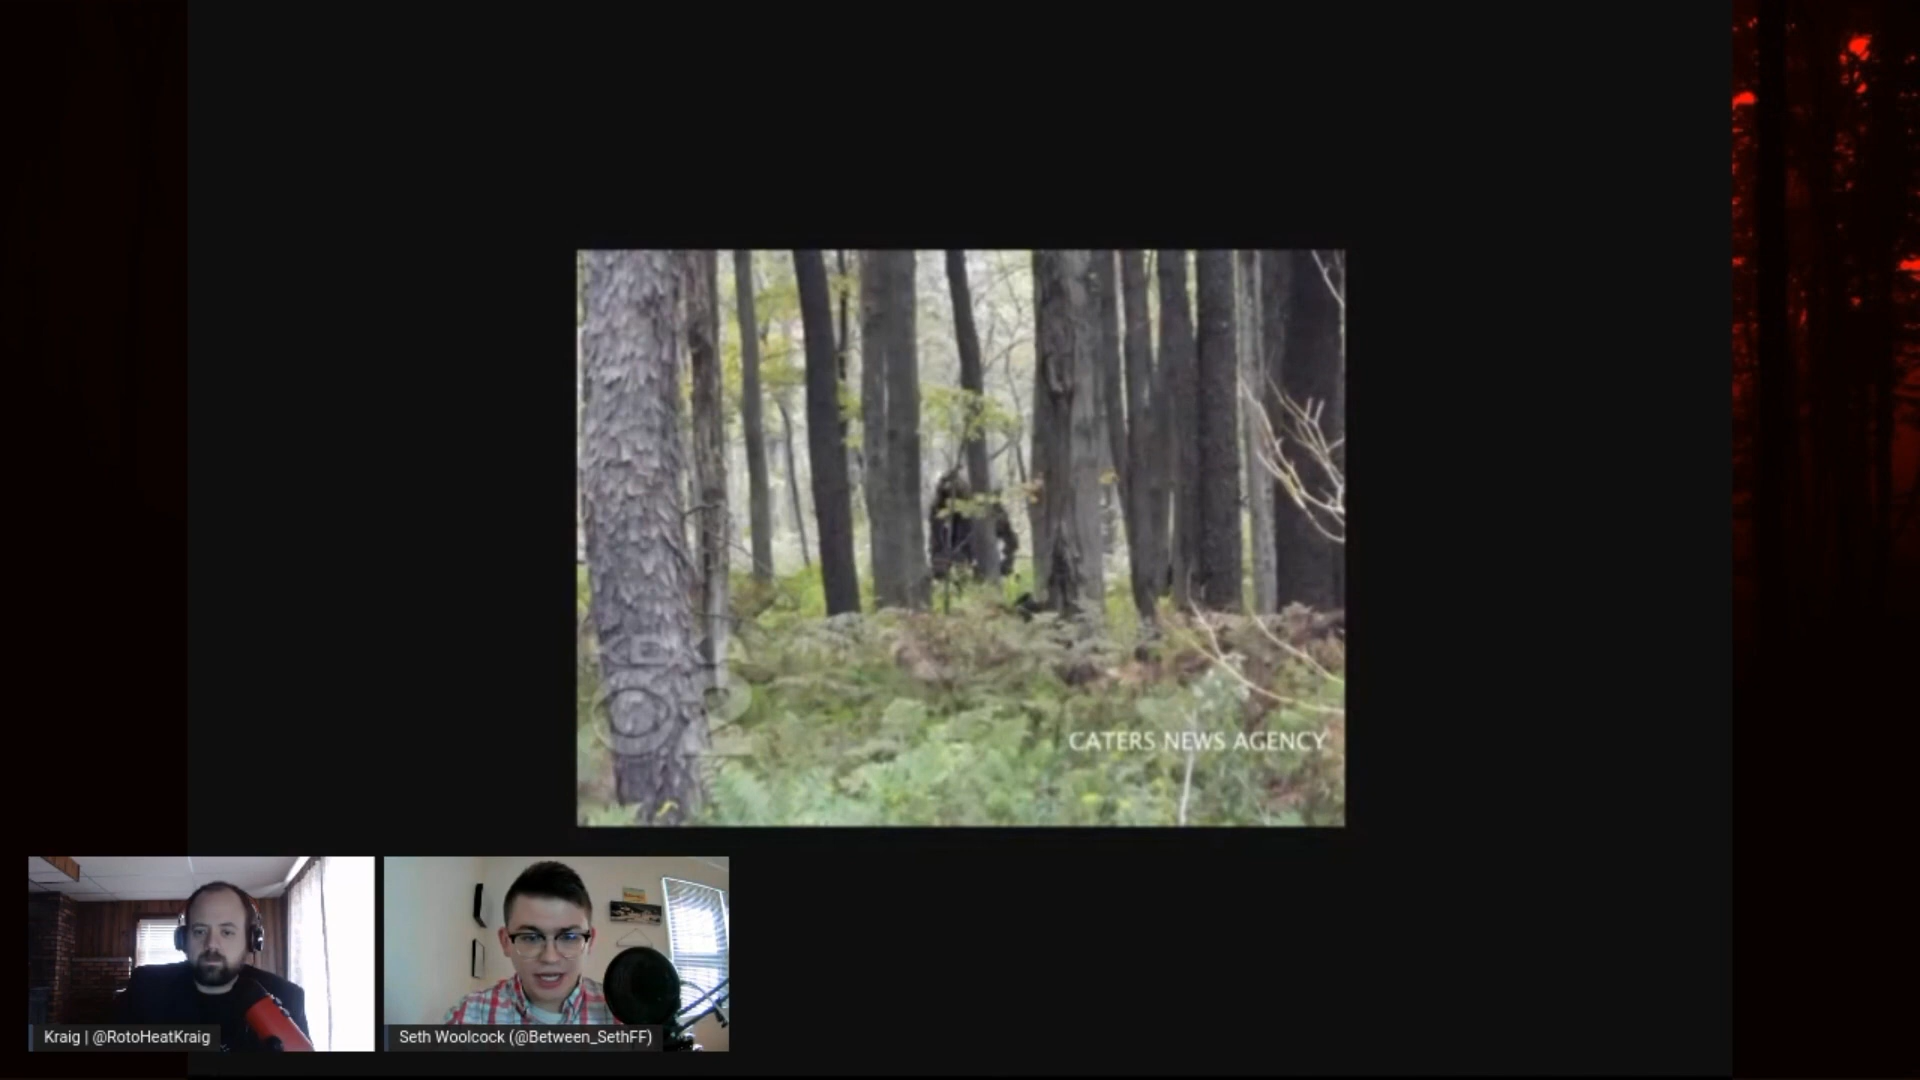 CATERS NEWS AGENCY
Kraig | @RotoHeatKraig
Seth Woolcock (@Between_SethFF)